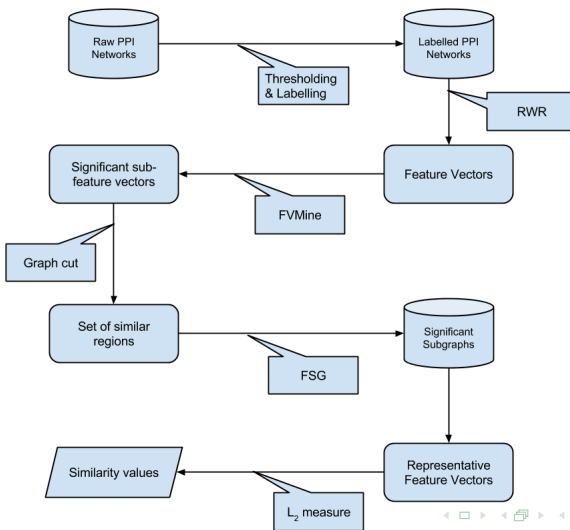 Raw PPI
Networks
Labelled PPI
Networks
Thresholding
& Labelling
RWR
Significant sub-
feature vectors
Feature Vectors
FVMine
Graph cut
Set of similar
regions
Significant
Subgraphs
FSG
Similarity values
Representative
Feature Vectors
L2 measure